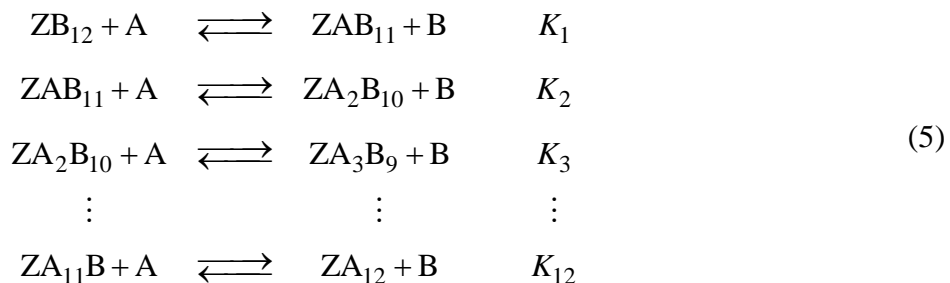 ZB₁₂ + A ⇌ ZAB₁₁ + B K₁
ZAB₁₁ + A ⇌ ZA₂B₁₀ + B K₂
ZA₂B₁₀ + A ⇌ ZA₃B₉ + B K₃
(5)
⋮ ⋮ ⋮
ZA₁₁B + A ⇌ ZA₁₂ + B K₁₂